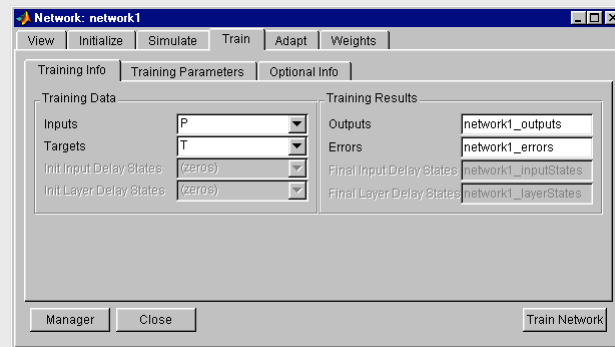 Network: network1
View Initialize Simulate Train Adapt Weights
Training Info Training Parameters Optional Info
Training Data
Inputs P
Targets T
Init Input Delay States (zeros)
Init Layer Delay States (zeros)
Training Results
Outputs network1_outputs
Errors network1_errors
Final Input Delay States network1_inputStates
Final Layer Delay States network1_layerStates
Manager Close Train Network